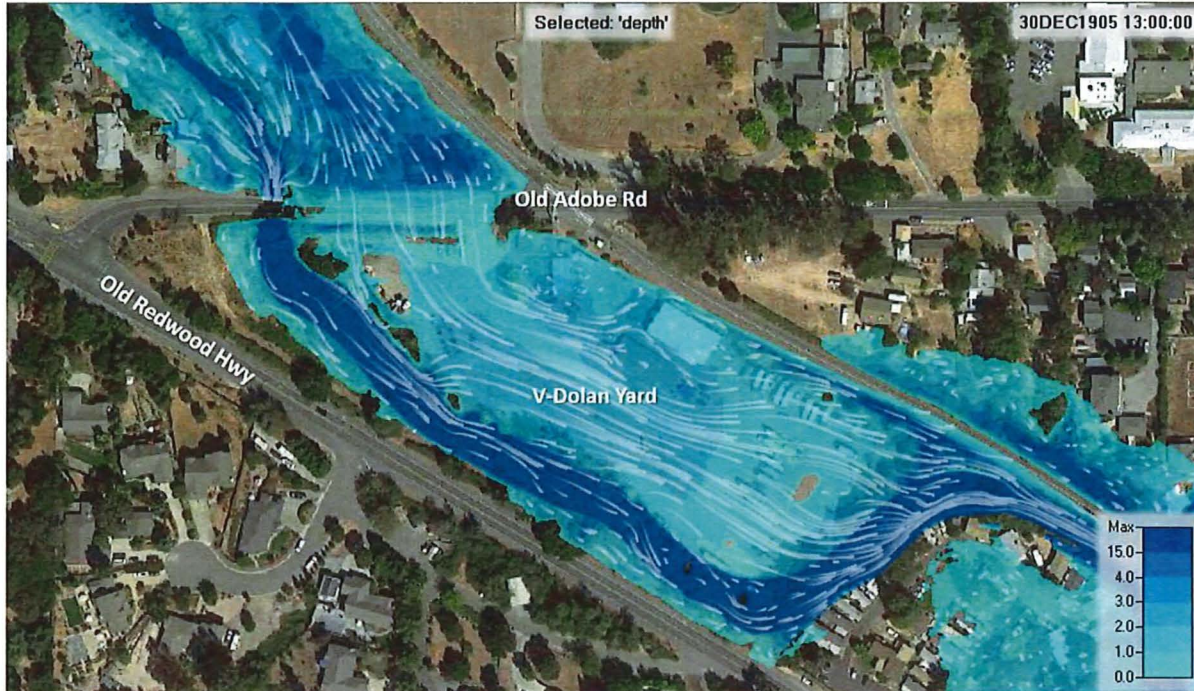 Selected: 'depth'
30DEC1905 13:00:00
Old Adobe Rd
Old Redwood Hwy
V-Dolan Yard
Max
15.0
4.0
3.0
2.0
1.0
0.0